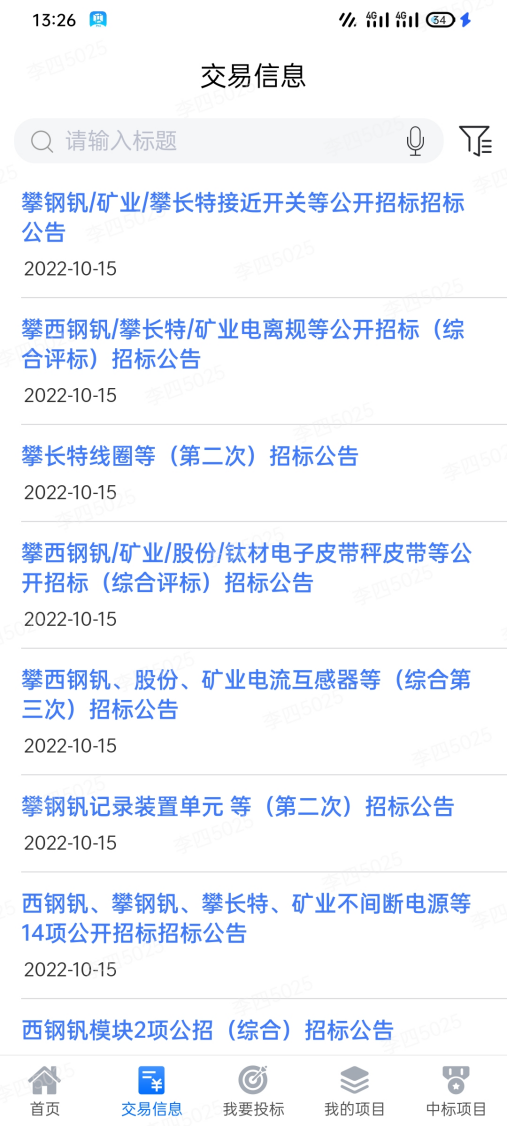 13:26
4G
4G
34
交易信息
请输入标题
攀钢钒/矿业/攀长特接近开关等公开招标招标
公告
2022-10-15
攀西钢钒/攀长特/矿业电离规等公开招标（综
合评标）招标公告
2022-10-15
攀长特线圈等（第二次）招标公告
2022-10-15
攀西钢钒/矿业/股份/钛材电子皮带秤皮带等公
开招标（综合评标）招标公告
2022-10-15
攀西钢钒、股份、矿业电流互感器等（综合第
三次）招标公告
2022-10-15
攀钢钒记录装置单元 等（第二次）招标公告
2022-10-15
西钢钒、攀钢钒、攀长特、矿业不间断电源等
14项公开招标招标公告
2022-10-15
西钢钒模块2项公招（综合）招标公告
首页
交易信息
我要投标
我的项目
中标项目
李四5025